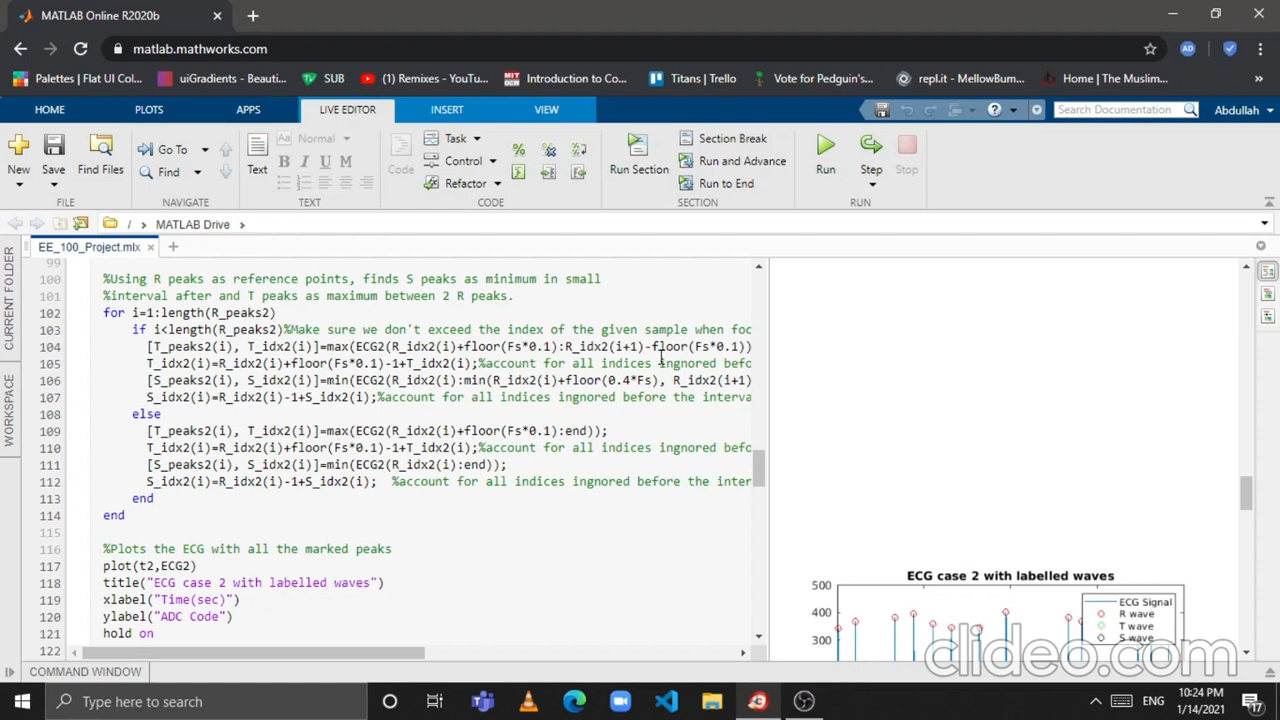 MATLAB Online R2020b
matlab.mathworks.com
AD
Palettes | Flat UI Col...
uiGradients - Beauti...
SUB
(1) Remixes - YouTu...
MIT OCW
Introduction to Co...
Titans | Trello
Vote for Pedguin's...
repl.it - MellowBum...
Home | The Muslim...
»
HOME
PLOTS
APPS
LIVE EDITOR
INSERT
VIEW
Search Documentation
Abdullah
New
Save
Find Files
Go To
Find
Text
Aa Normal
B I U M
Code
Task
Control
Refactor
Run Section
Section Break
Run and Advance
Run to End
Run
Step
Stop
FILE
NAVIGATE
TEXT
CODE
SECTION
RUN
/ MATLAB Drive
CURRENT FOLDER
WORKSPACE
EE_100_Project.mlx
99
100 %Using R peaks as reference points, finds S peaks as minimum in small
101 %interval after and T peaks as maximum between 2 R peaks.
102 for i=1:length(R_peaks2)
103 if i<length(R_peaks2)%Make sure we don't exceed the index of the given sample when foc
104 [T_peaks2(i), T_idx2(i)]=max(ECG2(R_idx2(i)+floor(Fs*0.1):R_idx2(i+1)-floor(Fs*0.1))
105 T_idx2(i)=R_idx2(i)+floor(Fs*0.1)-1+T_idx2(i);%account for all indices ingnored befo
106 [S_peaks2(i), S_idx2(i)]=min(ECG2(R_idx2(i):min(R_idx2(i)+floor(0.4*Fs), R_idx2(i+1)
107 S_idx2(i)=R_idx2(i)-1+S_idx2(i);%account for all indices ingnored before the interva
108 else
109 [T_peaks2(i), T_idx2(i)]=max(ECG2(R_idx2(i)+floor(Fs*0.1):end));
110 T_idx2(i)=R_idx2(i)+floor(Fs*0.1)-1+T_idx2(i);%account for all indices ingnored befo
111 [S_peaks2(i), S_idx2(i)]=min(ECG2(R_idx2(i):end));
112 S_idx2(i)=R_idx2(i)-1+S_idx2(i); %account for all indices ingnored before the inter
113 end
114 end
115
116 %Plots the ECG with all the marked peaks
117 plot(t2,ECG2)
118 title("ECG case 2 with labelled waves")
119 xlabel("Time(sec)")
120 ylabel("ADC Code")
121 hold on
122
ECG case 2 with labelled waves
500
400
300
ECG Signal
R wave
T wave
S wave
clideo.com
COMMAND WINDOW
Type here to search
ENG
10:24 PM
1/14/2021
17